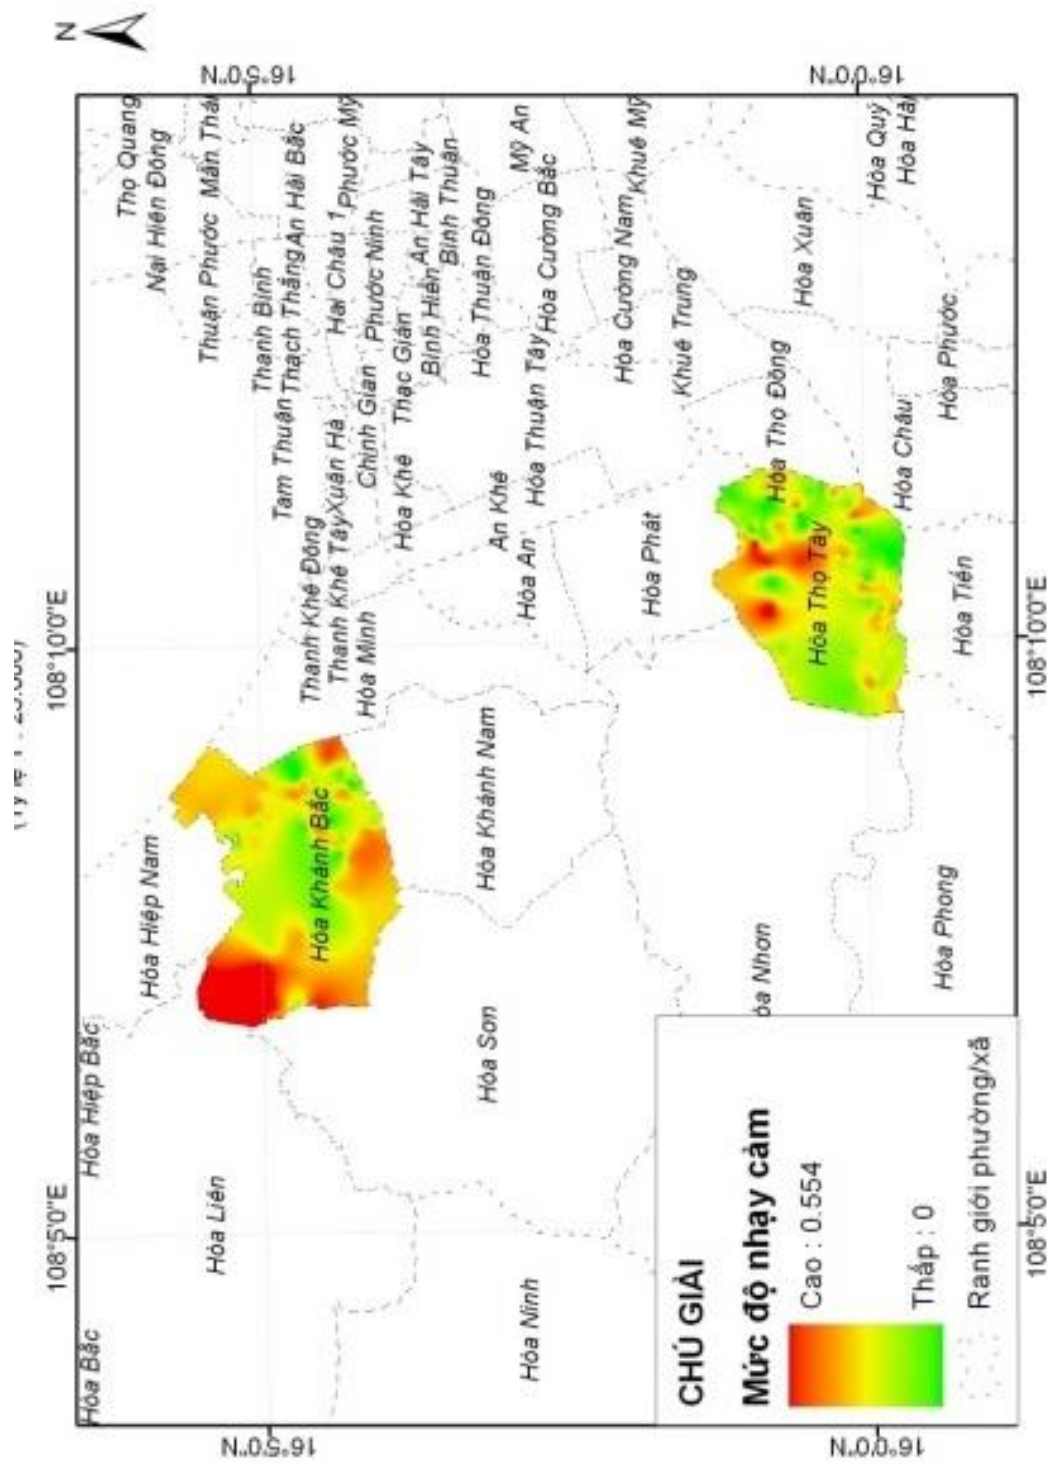 N
108°5'0"E
108°10'0"E
16°5'0"N
16°5'0"N
Hòa Bắc
Hòa Hiệp Bắc
Hòa Hiệp Nam
Thọ Quang
Nại Hiên Đông
Thuận Phước
Mân Thái
Hòa Liên
Thanh Bình
Thạch Thắng
An Hải Bắc
Tam Thuận
Thanh Khê Đông
Hòa Khánh Bắc
Thanh Khê Tây
Xuân Hà
Hải Châu 1
Phước Mỹ
Hòa Minh
Chính Gián
Phước Ninh
Hòa Khê
Thạc Gián
An Hải Tây
Bình Hiên
Bình Thuận
Hòa Sơn
Hòa Khánh Nam
An Khê
Hòa Thuận Đông
Hòa Ninh
Hòa An
Hòa Thuận Tây
Hòa Cường Bắc
Mỹ An
Hòa Phát
Hòa Cường Nam
Khuê Mỹ
Khuê Trung
òa Nhơn
Hòa Thọ Đông
Hòa Xuân
Hòa Thọ Tây
Hòa Quý
Hòa Hải
Hòa Châu
Hòa Phong
Hòa Tiến
Hòa Phước
CHÚ GIẢI
Mức độ nhạy cảm
Cao : 0.554
Thấp : 0
Ranh giới phường/xã
16°0'0"N
16°0'0"N
108°5'0"E
108°10'0"E